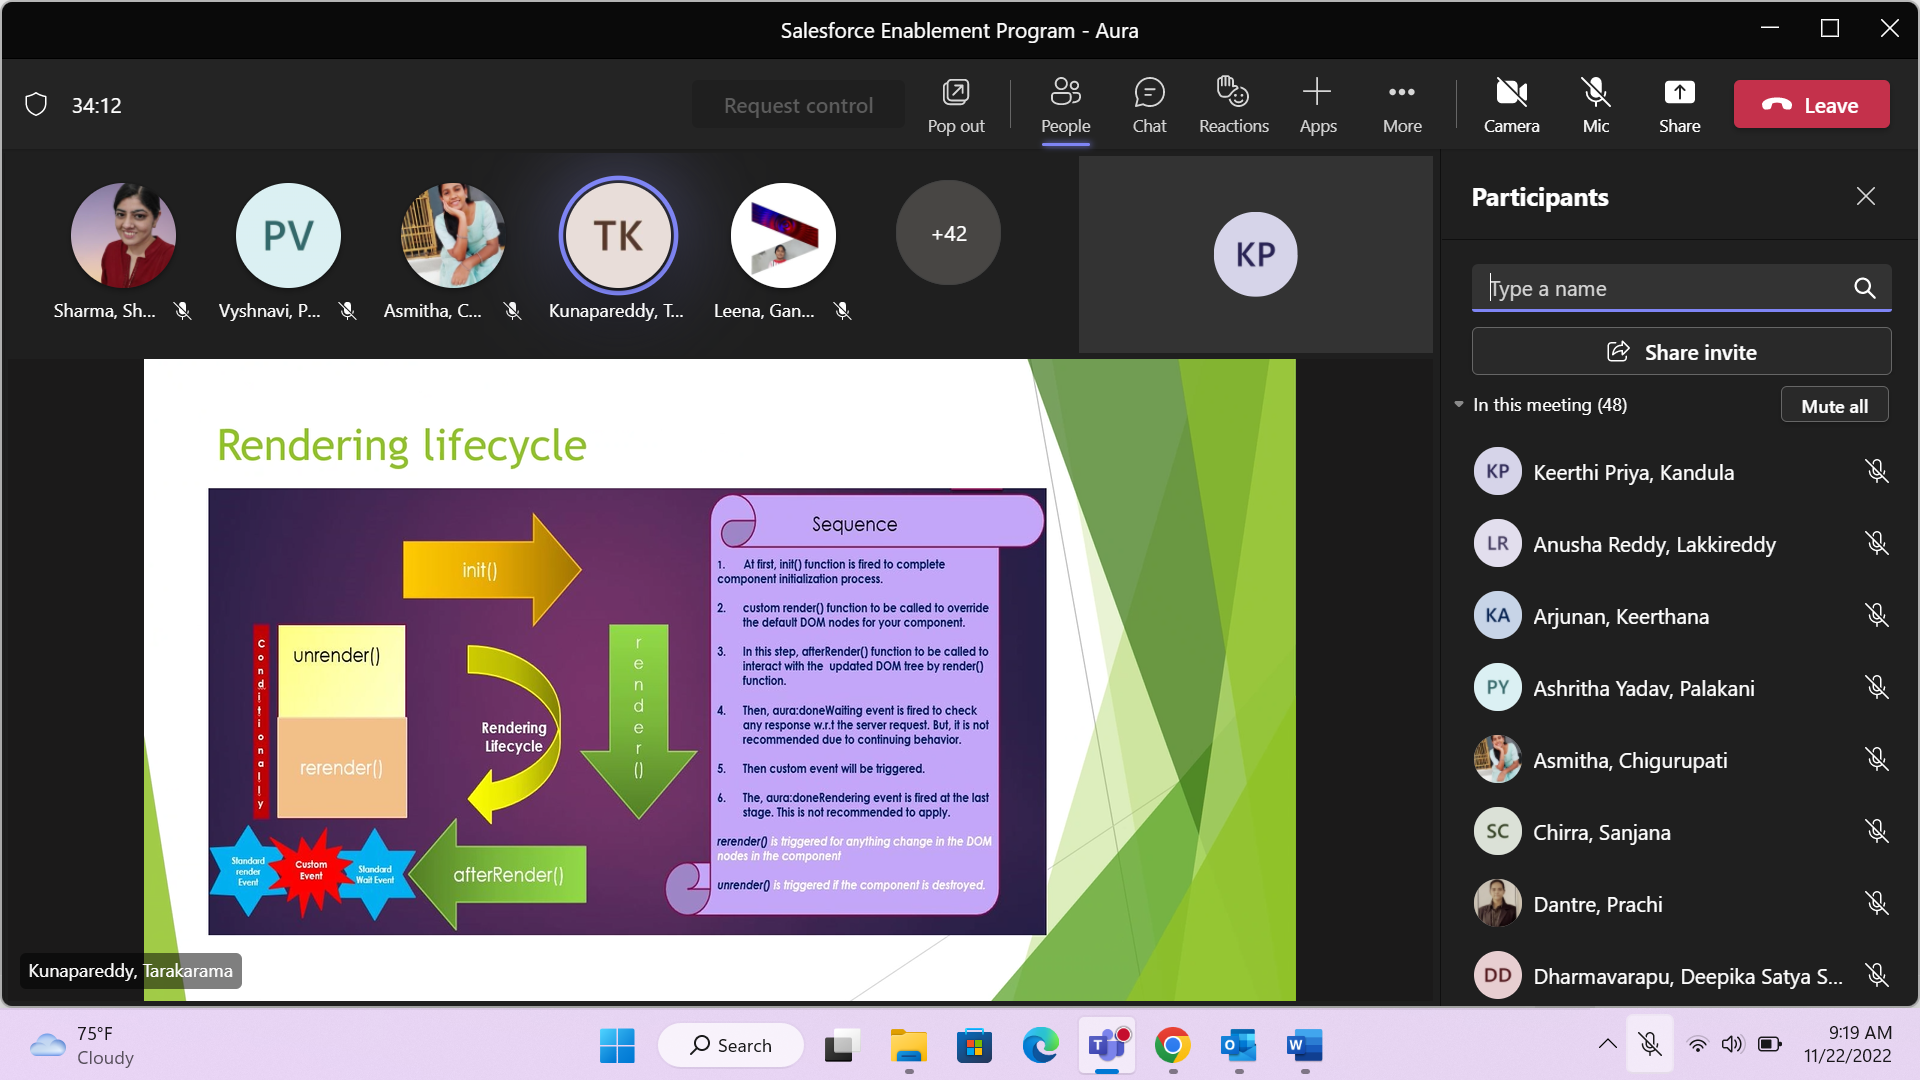 Salesforce Enablement Program - Aura
34:12
Request control
Pop out
People
Chat
Reactions
Apps
More
Camera
Mic
Share
Leave
PV
TK
+42
KP
Sharma, Sh...
Vyshnavi, P...
Asmitha, C...
Kunapareddy, T...
Leena, Gan...
Rendering lifecycle
init()
Conditionally
unrender()
rerender()
Rendering
Lifecycle
render()
afterRender()
Standard
render
Event
Custom
Event
Standard
Wait Event
Sequence
1. At first, init() function is fired to complete
component initialization process.
2. custom render() function to be called to override
the default DOM nodes for your component.
3. In this step, afterRender() function to be called to
interact with the updated DOM tree by render()
function.
4. Then, aura:doneWaiting event is fired to check
any response w.r.t the server request. But, it is not
recommended due to continuing behavior.
5. Then custom event will be triggered.
6. The, aura:doneRendering event is fired at the last
stage. This is not recommended to apply.
rerender() is triggered for anything change in the DOM
nodes in the component
unrender() is triggered if the component is destroyed.
Kunapareddy, Tarakarama
Participants
Type a name
Share invite
In this meeting (48)
Mute all
KP
Keerthi Priya, Kandula
LR
Anusha Reddy, Lakkireddy
KA
Arjunan, Keerthana
PY
Ashritha Yadav, Palakani
Asmitha, Chigurupati
SC
Chirra, Sanjana
Dantre, Prachi
DD
Dharmavarapu, Deepika Satya S...
75°F
Cloudy
Search
9:19 AM
11/22/2022